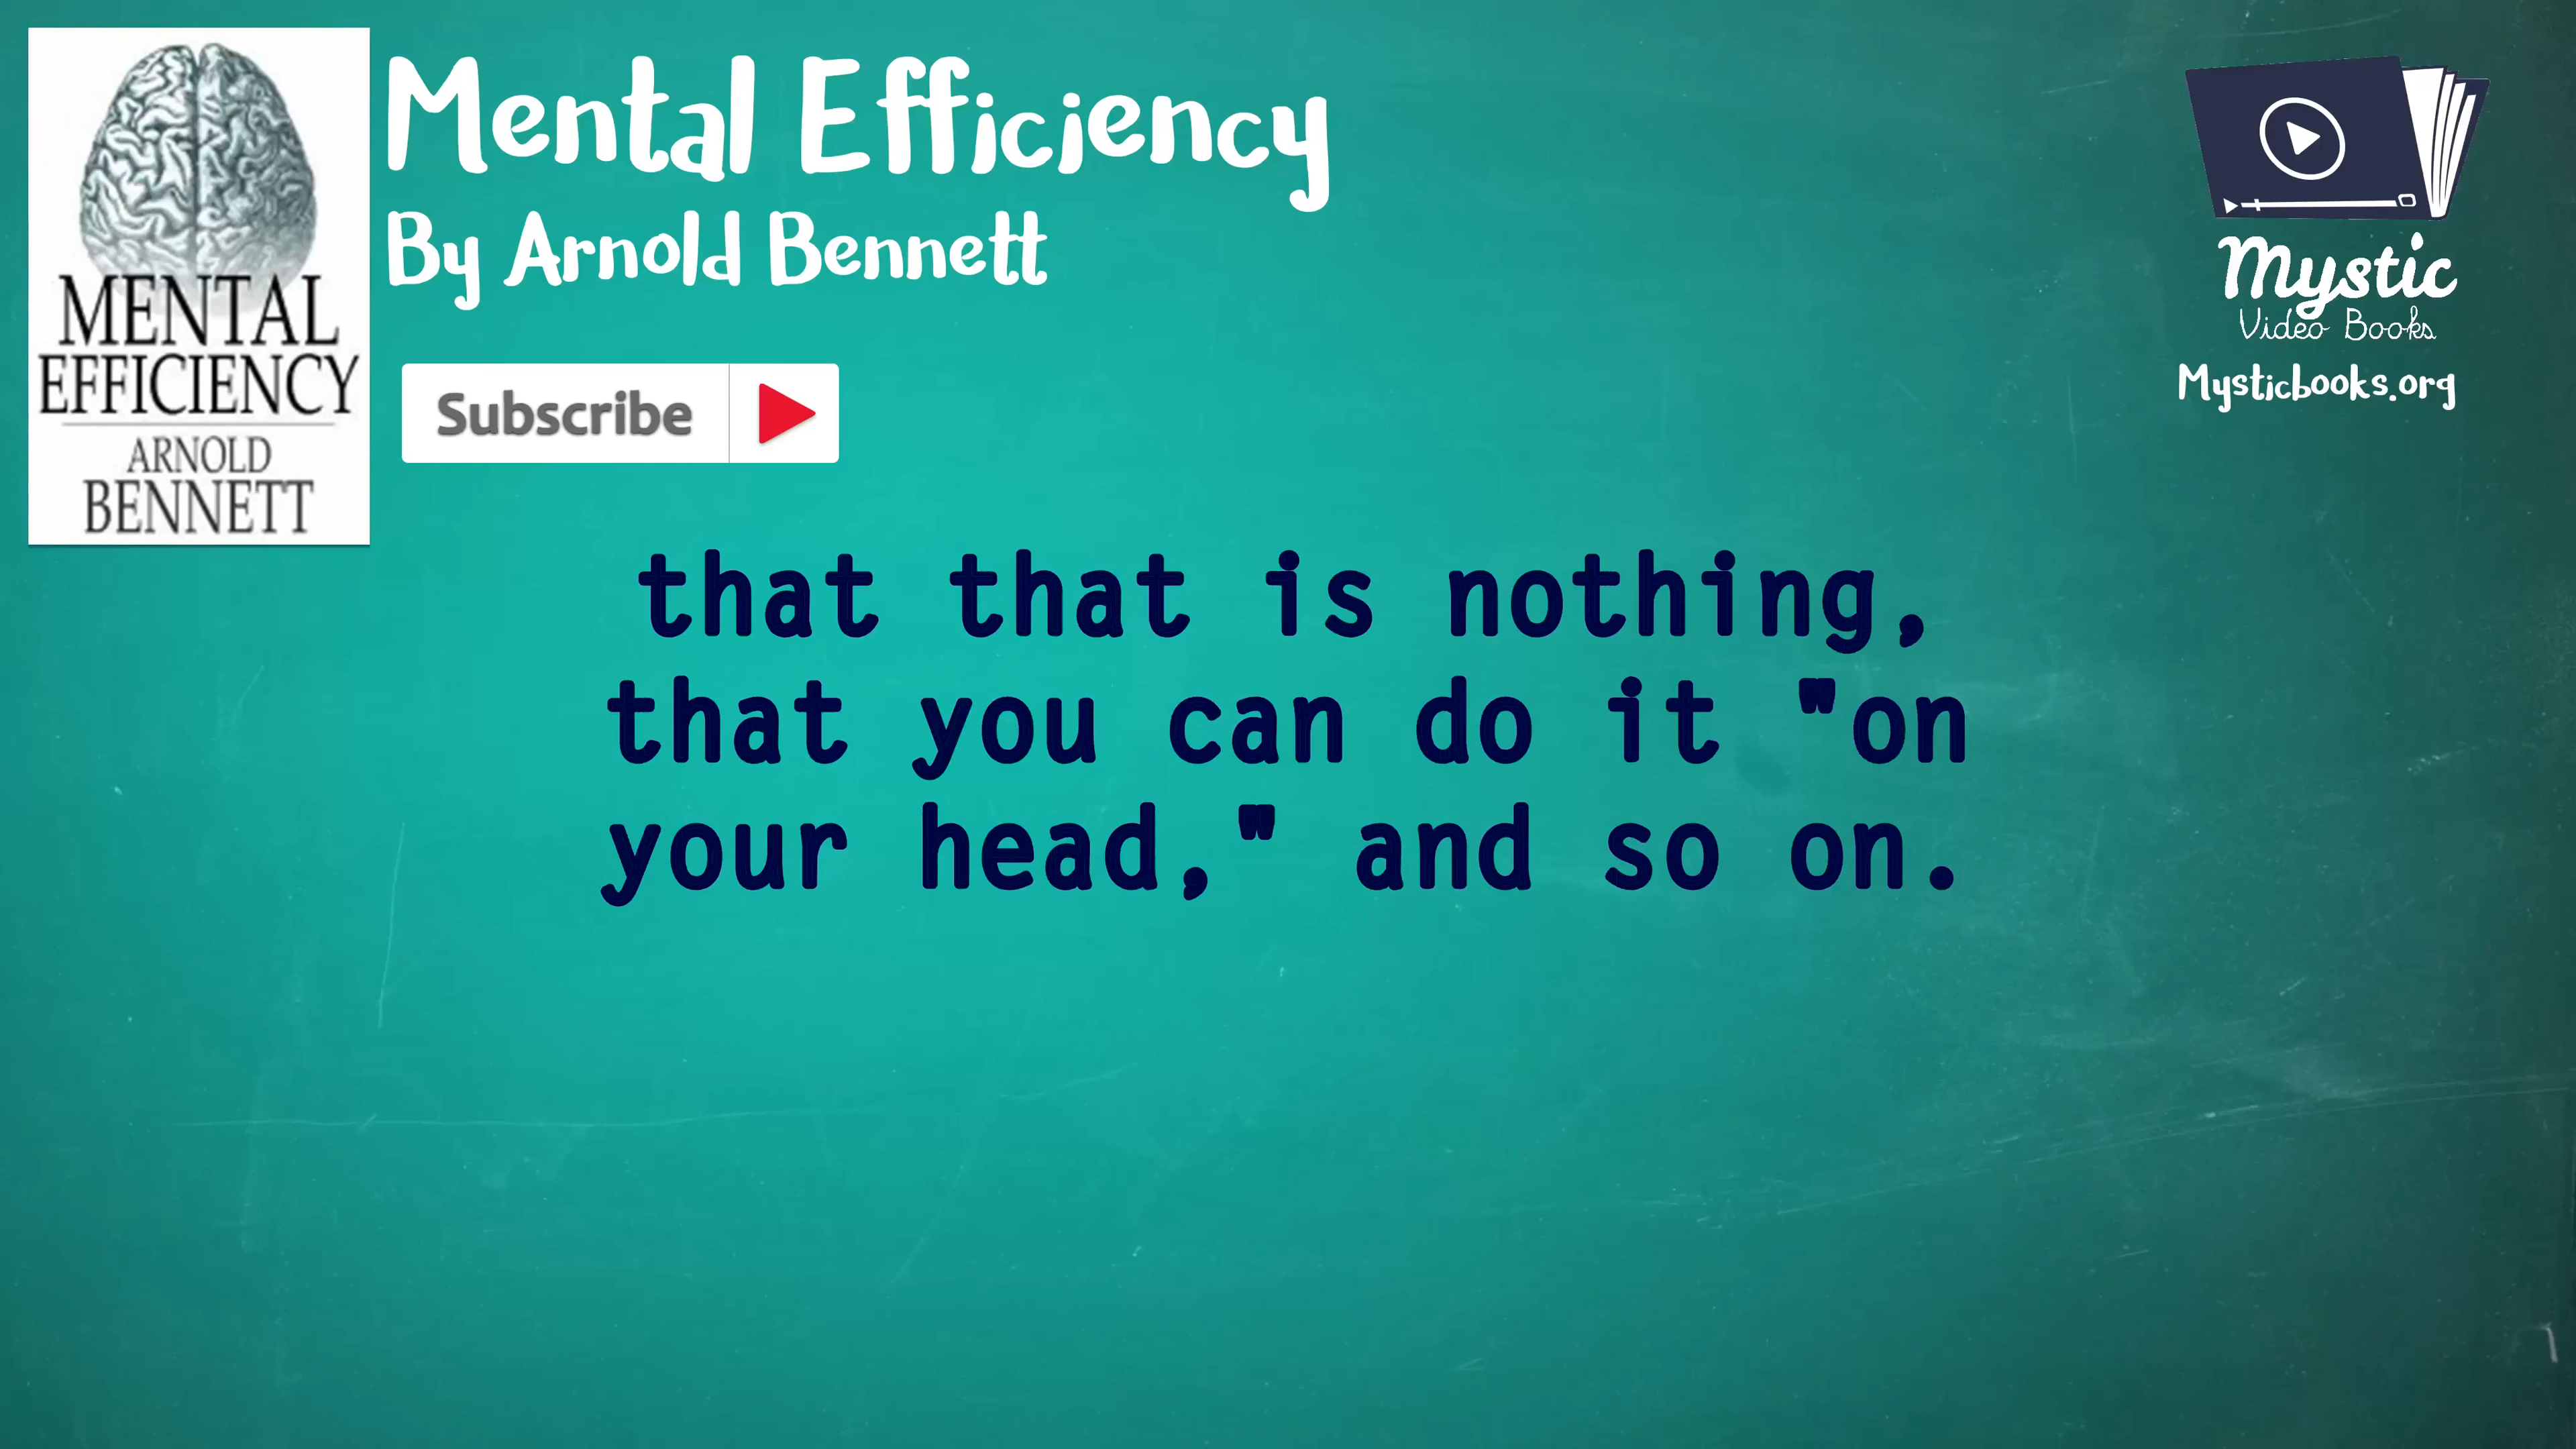 MENTAL
EFFICIENCY
ARNOLD
BENNETT
Mental Efficiency
By Arnold Bennett
Subscribe
Mystic
Video Books
Mysticbooks.org
that that is nothing,
that you can do it "on
your head," and so on.